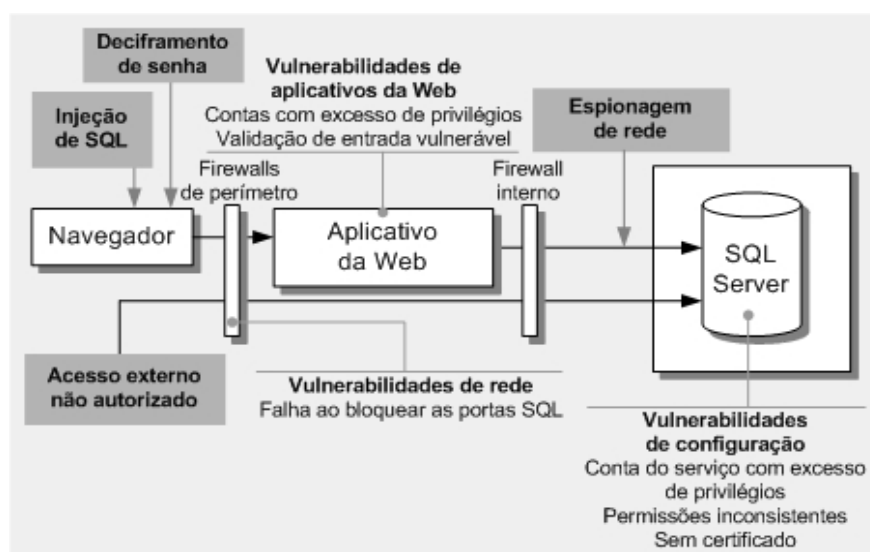 Deciframento
de senha
Vulnerabilidades de
aplicativos da Web
Contas com excesso de privilégios
Validação de entrada vulnerável
Injeção
de SQL
Espionagem
de rede
Firewalls
de perímetro
Firewall
interno
Navegador
Aplicativo
da Web
SQL
Server
Acesso externo
não autorizado
Vulnerabilidades de rede
Falha ao bloquear as portas SQL
Vulnerabilidades
de configuração
Conta do serviço com excesso
de privilégios
Permissões inconsistentes
Sem certificado